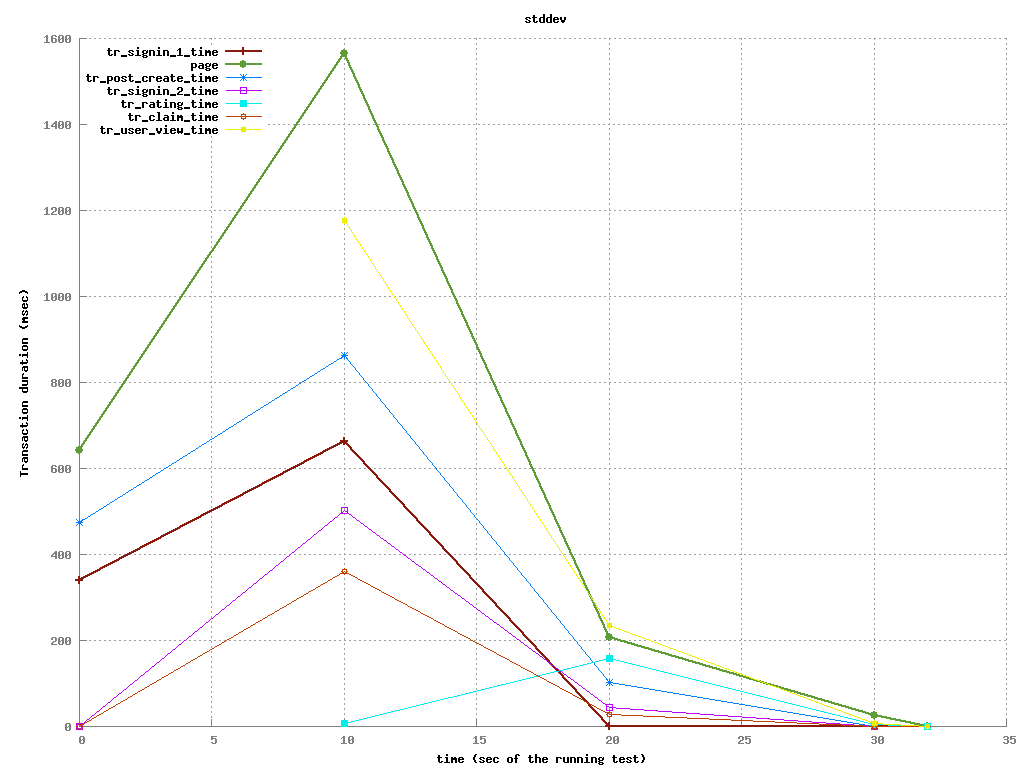 stddev
tr_signin_1_time
page
tr_post_create_time
tr_signin_2_time
tr_rating_time
tr_claim_time
tr_user_view_time
1600
1400
1200
1000
800
600
400
200
0
Transaction duration (msec)
0 5 10 15 20 25 30 35
time (sec of the running test)